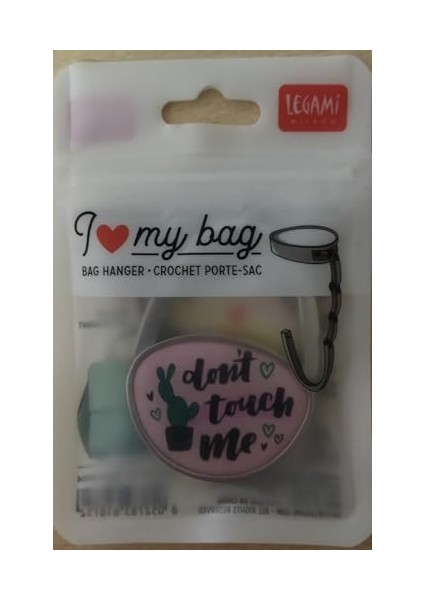 LEGAMI
MILANO
I ❤ my bag
BAG HANGER • CROCHET PORTE-SAC
don't
touch
me